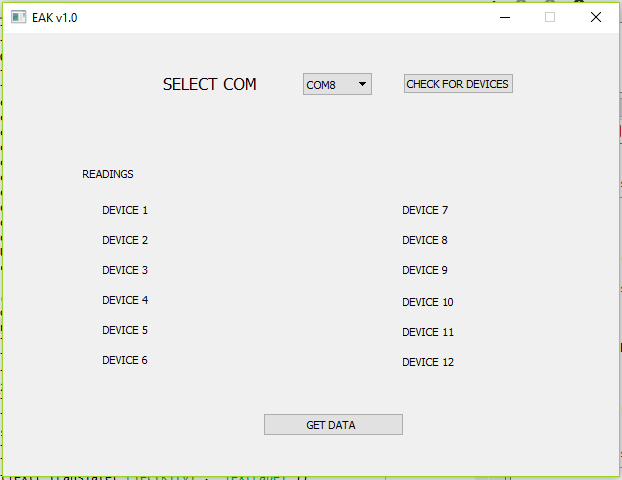 EAK v1.0
SELECT COM COM8 CHECK FOR DEVICES
READINGS
DEVICE 1 DEVICE 7
DEVICE 2 DEVICE 8
DEVICE 3 DEVICE 9
DEVICE 4 DEVICE 10
DEVICE 5 DEVICE 11
DEVICE 6 DEVICE 12
GET DATA